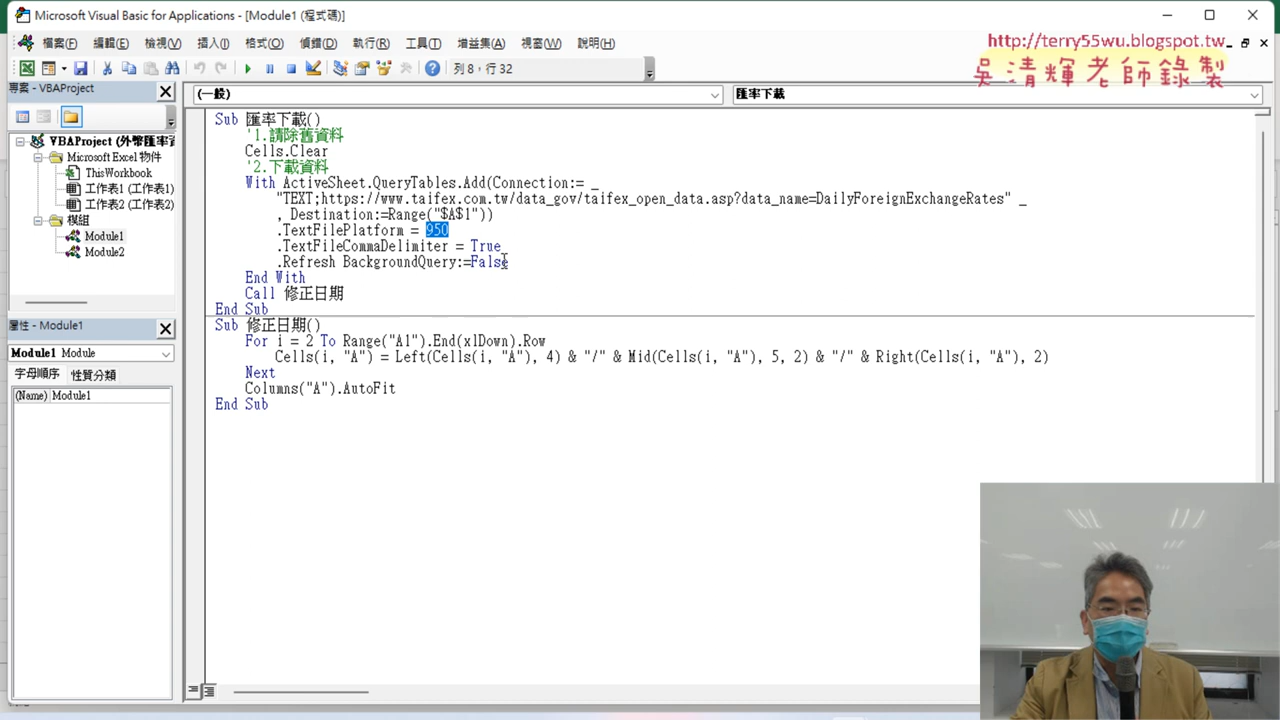 Microsoft Visual Basic for Applications - [Module1 (程式碼)]
檔案(F) 編輯(E) 檢視(V) 插入(I) 格式(O) 偵錯(D) 執行(R) 工具(T) 增益集(A) 視窗(W) 說明(H)
http://terry55wu.blogspot.tw
吳清輝老師錄製
列 8，行 32
專案 - VBAProject
(一般)
匯率下載
VBAProject (外幣匯率資
Microsoft Excel 物件
ThisWorkbook
工作表1 (工作表1)
工作表2 (工作表2)
模組
Module1
Module2
屬性 - Module1
Module1 Module
字母順序 性質分類
(Name) Module1
Sub 匯率下載()
'1.請除舊資料
Cells.Clear
'2.下載資料
With ActiveSheet.QueryTables.Add(Connection:= _
"TEXT;https://www.taifex.com.tw/data_gov/taifex_open_data.asp?data_name=DailyForeignExchangeRates" _
, Destination:=Range("$A$1"))
.TextFilePlatform = 950
.TextFileCommaDelimiter = True
.Refresh BackgroundQuery:=False
End With
Call 修正日期
End Sub
Sub 修正日期()
For i = 2 To Range("A1").End(xlDown).Row
Cells(i, "A") = Left(Cells(i, "A"), 4) & "/" & Mid(Cells(i, "A"), 5, 2) & "/" & Right(Cells(i, "A"), 2)
Next
Columns("A").AutoFit
End Sub